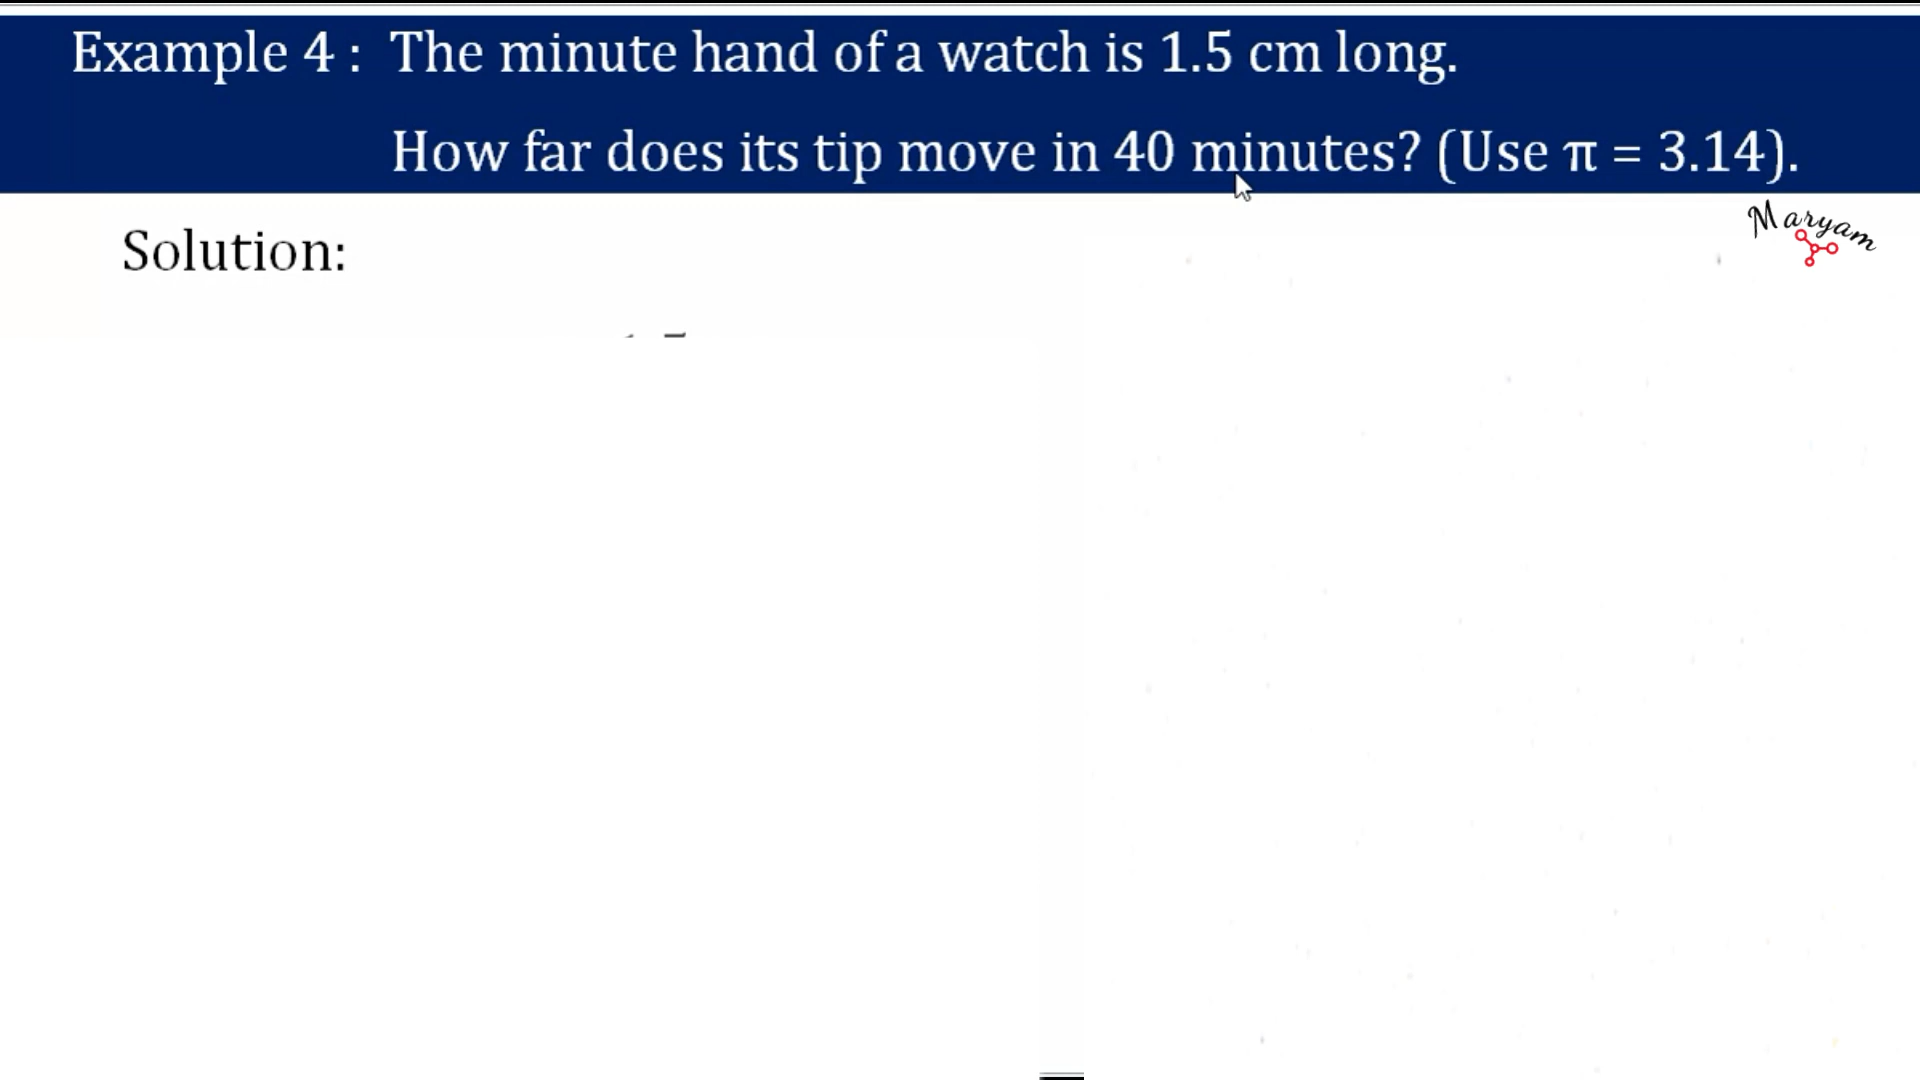 Example 4 : The minute hand of a watch is 1.5 cm long.
How far does its tip move in 40 minutes? (Use π = 3.14).
Maryam
Solution: